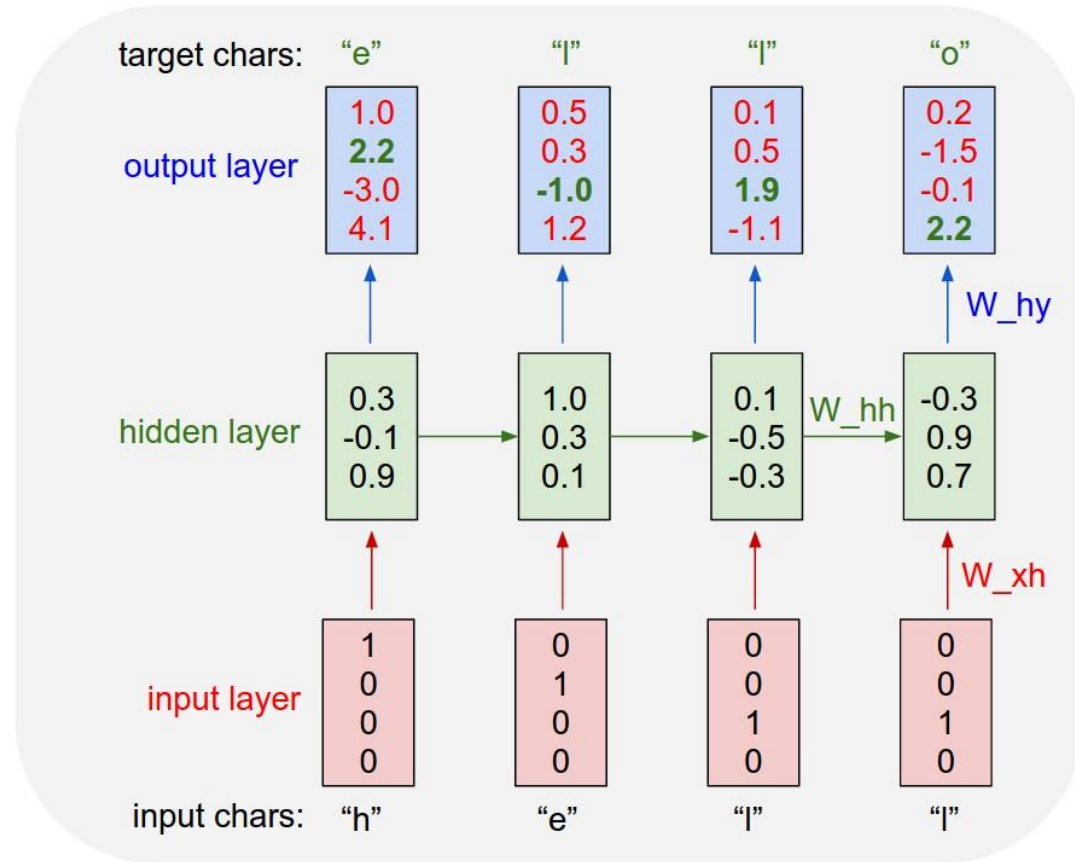 target chars: “e” “l” “l” “o”
1.0 0.5 0.1 0.2
2.2 0.3 0.5 -1.5
output layer
-3.0 -1.0 1.9 -0.1
4.1 1.2 -1.1 2.2
W_hy
0.3 1.0 0.1 -0.3
W_hh
hidden layer -0.1 0.3 -0.5 0.9
0.9 0.1 -0.3 0.7
W_xh
1 0 0 0
0 1 0 0
input layer
0 0 1 1
0 0 0 0
input chars: “h” “e” “l” “l”